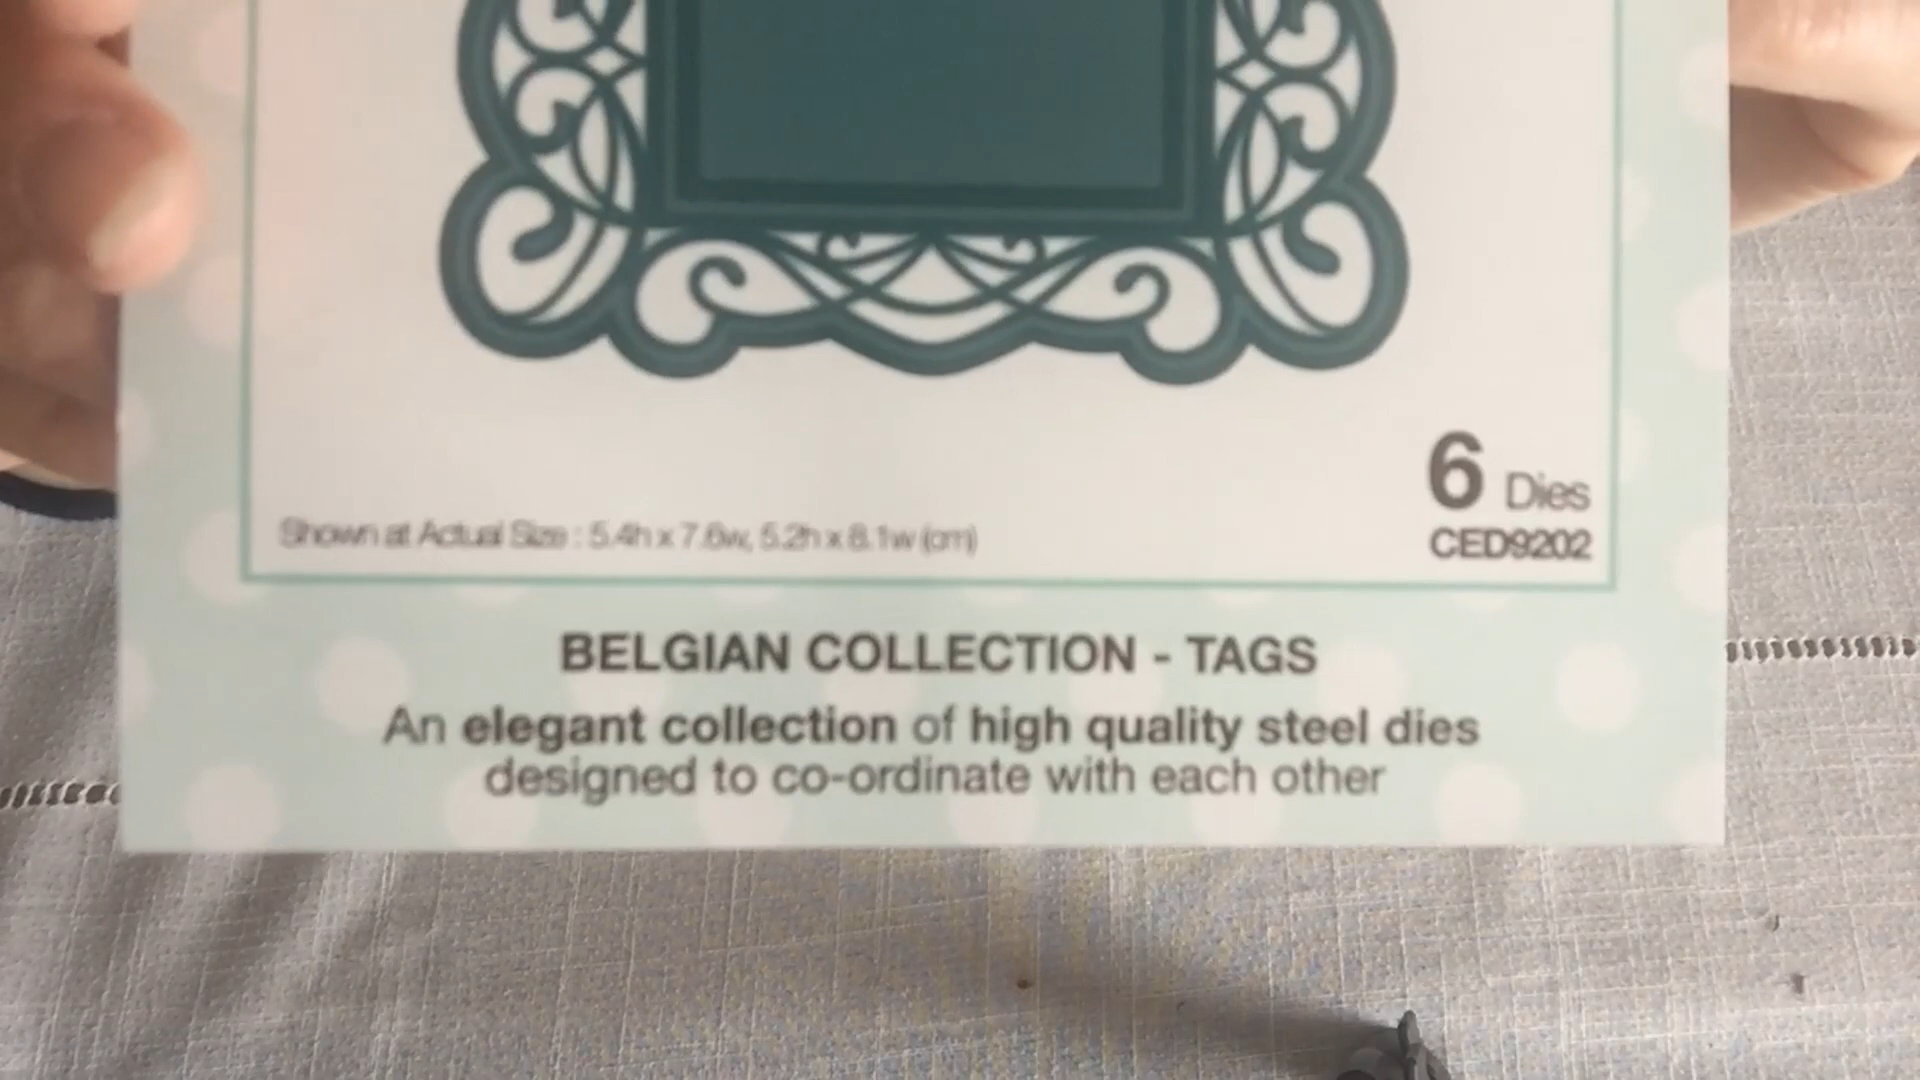 6 Dies
Shown at Actual Size : 5.4h x 7.6w, 5.2h x 8.1w (cm)
CED9202
BELGIAN COLLECTION - TAGS
An elegant collection of high quality steel dies
designed to co-ordinate with each other